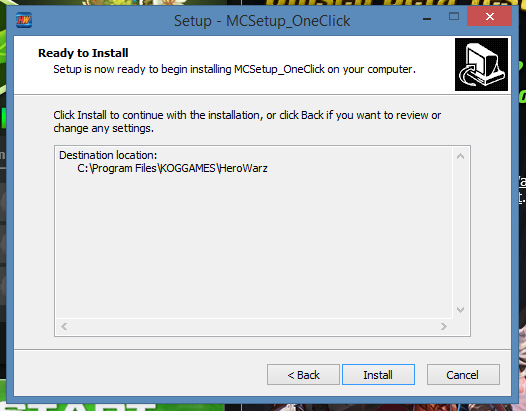 Setup - MCSetup_OneClick
Ready to Install
Setup is now ready to begin installing MCSetup_OneClick on your computer.
Click Install to continue with the installation, or click Back if you want to review or
change any settings.
Destination location:
C:\Program Files\KOGGAMES\HeroWarz
< Back
Install
Cancel
START